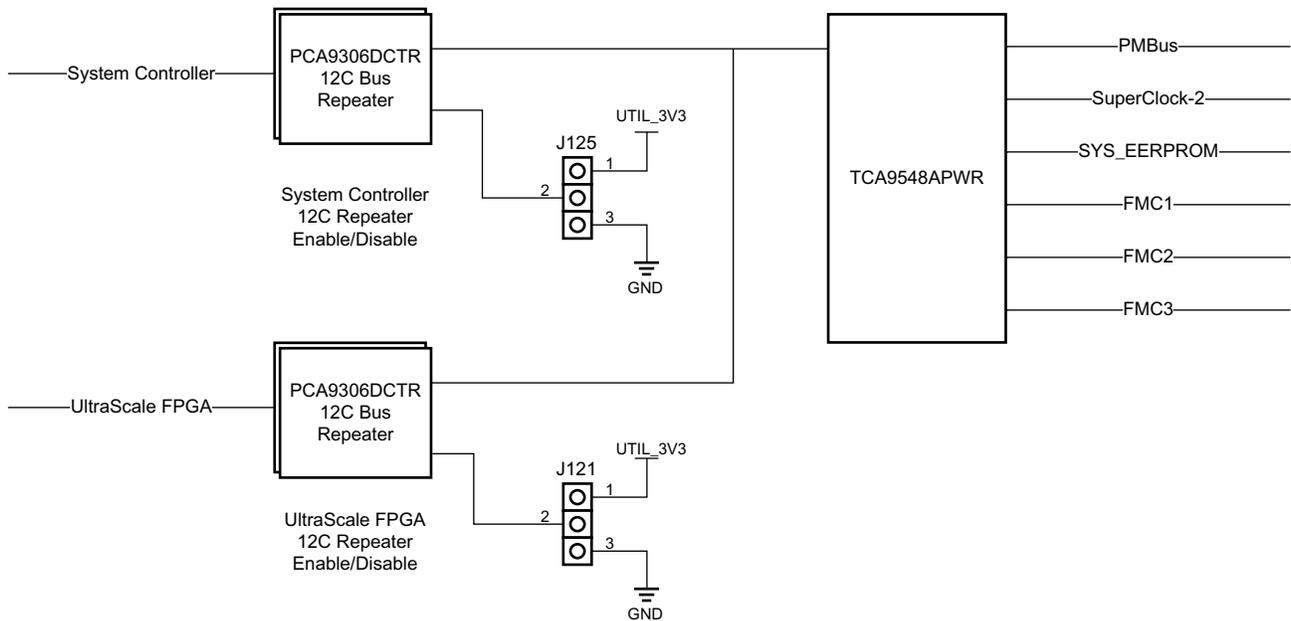 System Controller
PCA9306DCTR
12C Bus
Repeater
System Controller
12C Repeater
Enable/Disable
J125
UTIL_3V3
1
2
3
GND
UltraScale FPGA
PCA9306DCTR
12C Bus
Repeater
UltraScale FPGA
12C Repeater
Enable/Disable
J121
UTIL_3V3
1
2
3
GND
TCA9548APWR
PMBus
SuperClock-2
SYS_EERPROM
FMC1
FMC2
FMC3